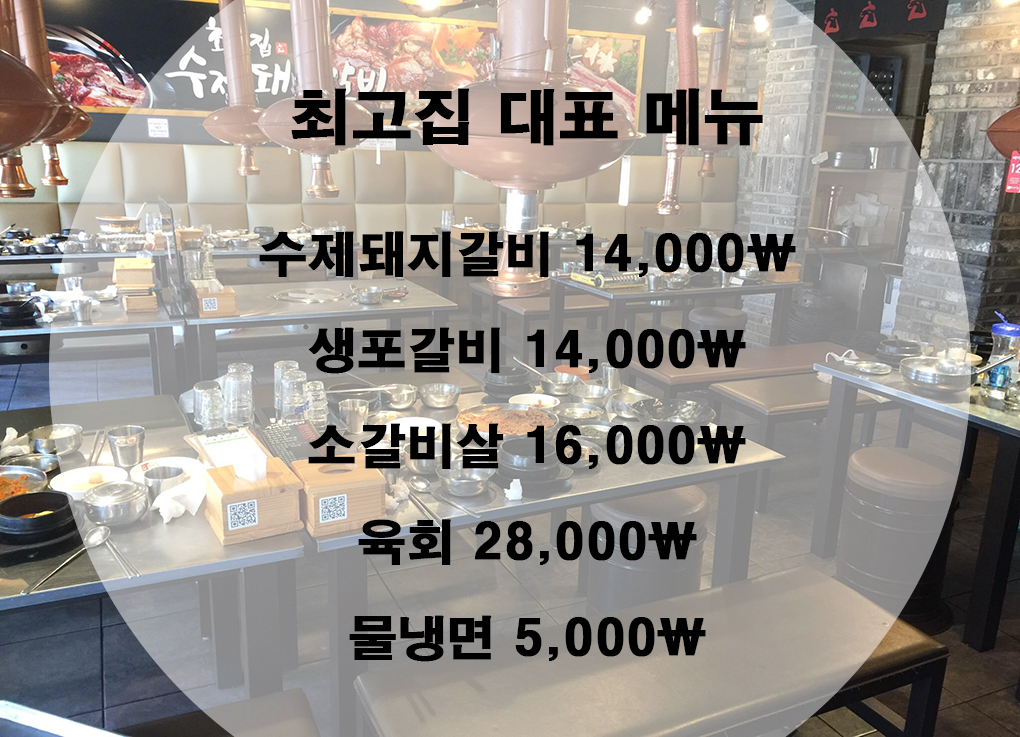 최고집 대표 메뉴
수제돼지갈비 14,000₩
생포갈비 14,000₩
소갈비살 16,000₩
육회 28,000₩
물냉면 5,000₩